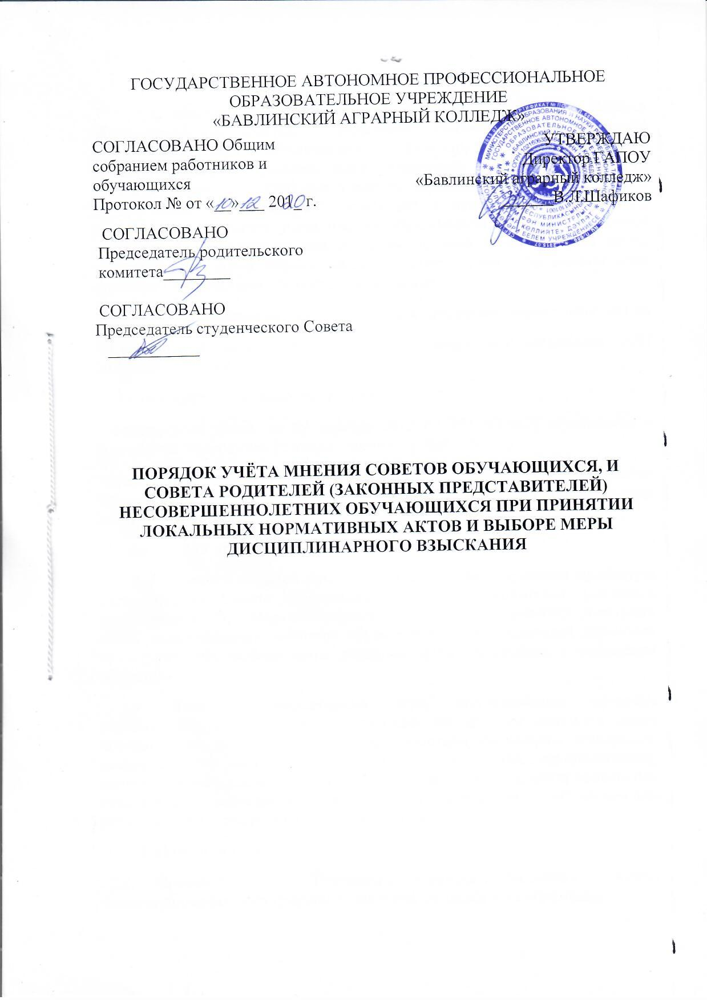 ГОСУДАРСТВЕННОЕ АВТОНОМНОЕ ПРОФЕССИОНАЛЬНОЕ
ОБРАЗОВАТЕЛЬНОЕ УЧРЕЖДЕНИЕ
«БАВЛИНСКИЙ АГРАРНЫЙ КОЛЛЕДЖ»
СОГЛАСОВАНО Общим
собранием работников и
обучающихся
Протокол № от «10» 12 201_20 г.
УТВЕРЖДАЮ
Директор ГАПОУ
«Бавлинский аграрный колледж»
В.Л.Шафиков
СОГЛАСОВАНО
Председатель родительского
комитета_________
СОГЛАСОВАНО
Председатель студенческого Совета
ПОРЯДОК УЧЁТА МНЕНИЯ СОВЕТОВ ОБУЧАЮЩИХСЯ, И
СОВЕТА РОДИТЕЛЕЙ (ЗАКОННЫХ ПРЕДСТАВИТЕЛЕЙ)
НЕСОВЕРШЕННОЛЕТНИХ ОБУЧАЮЩИХСЯ ПРИ ПРИНЯТИИ
ЛОКАЛЬНЫХ НОРМАТИВНЫХ АКТОВ И ВЫБОРЕ МЕРЫ
ДИСЦИПЛИНАРНОГО ВЗЫСКАНИЯ